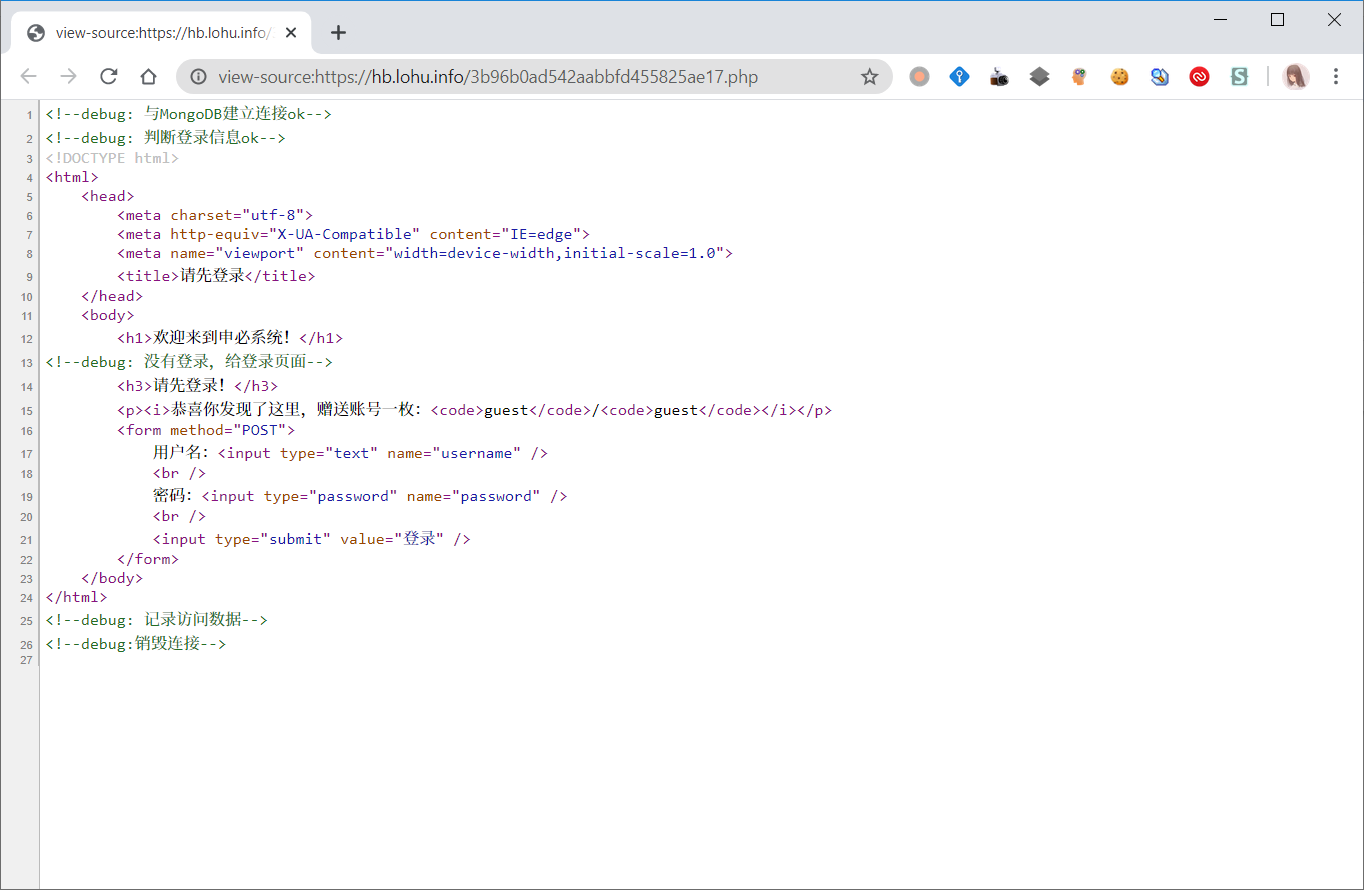 view-source:https://hb.lohu.info/
view-source:https://hb.lohu.info/3b96b0ad542aabbfd455825ae17.php
1 <!--debug: 与MongoDB建立连接ok-->
2 <!--debug: 判断登录信息ok-->
3 <!DOCTYPE html>
4 <html>
5 <head>
6 <meta charset="utf-8">
7 <meta http-equiv="X-UA-Compatible" content="IE=edge">
8 <meta name="viewport" content="width=device-width,initial-scale=1.0">
9 <title>请先登录</title>
10 </head>
11 <body>
12 <h1>欢迎来到申必系统！</h1>
13 <!--debug: 没有登录，给登录页面-->
14 <h3>请先登录！</h3>
15 <p><i>恭喜你发现了这里，赠送账号一枚：<code>guest</code>/<code>guest</code></i></p>
16 <form method="POST">
17 用户名：<input type="text" name="username" />
18 <br />
19 密码：<input type="password" name="password" />
20 <br />
21 <input type="submit" value="登录" />
22 </form>
23 </body>
24 </html>
25 <!--debug: 记录访问数据-->
26 <!--debug:销毁连接-->
27